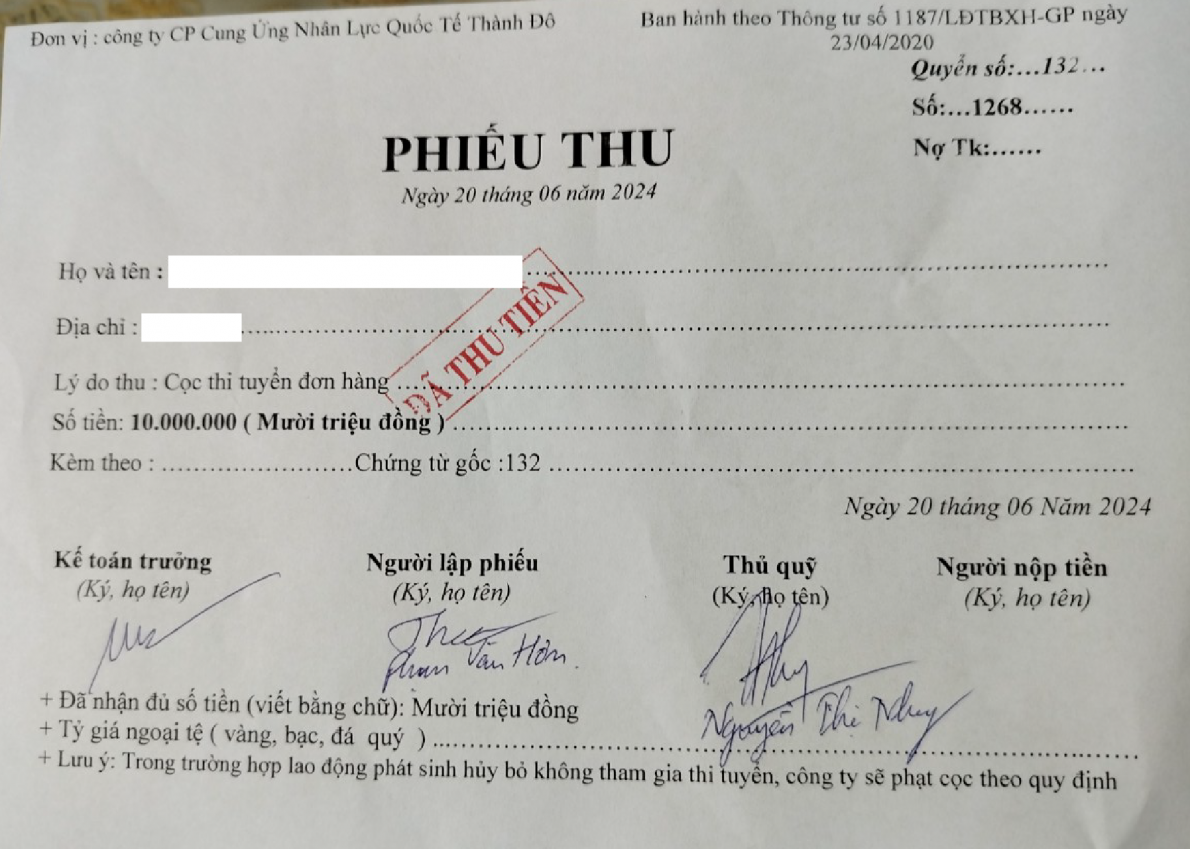 Đơn vị : công ty CP Cung Ứng Nhân Lực Quốc Tế Thành Đô
Ban hành theo Thông tư số 1187/LĐTBXH-GP ngày
23/04/2020
Quyển số:...132...
Số:...1268......
Nợ Tk:......
PHIẾU THU
Ngày 20 tháng 06 năm 2024
Họ và tên :
Địa chỉ :
ĐÃ THU TIỀN
Lý do thu : Cọc thi tuyển đơn hàng
Số tiền: 10.000.000 ( Mười triệu đồng )
Kèm theo : ........................Chứng từ gốc :132
Ngày 20 tháng 06 Năm 2024
Kế toán trưởng Người lập phiếu Thủ quỹ Người nộp tiền
(Ký, họ tên) (Ký, họ tên) (Ký, họ tên) (Ký, họ tên)
Phan Văn Hơn.
Nguyễn Thị Nhung
+ Đã nhận đủ số tiền (viết bằng chữ): Mười triệu đồng
+ Tỷ giá ngoại tệ ( vàng, bạc, đá quý )
+ Lưu ý: Trong trường hợp lao động phát sinh hủy bỏ không tham gia thi tuyển, công ty sẽ phạt cọc theo quy định